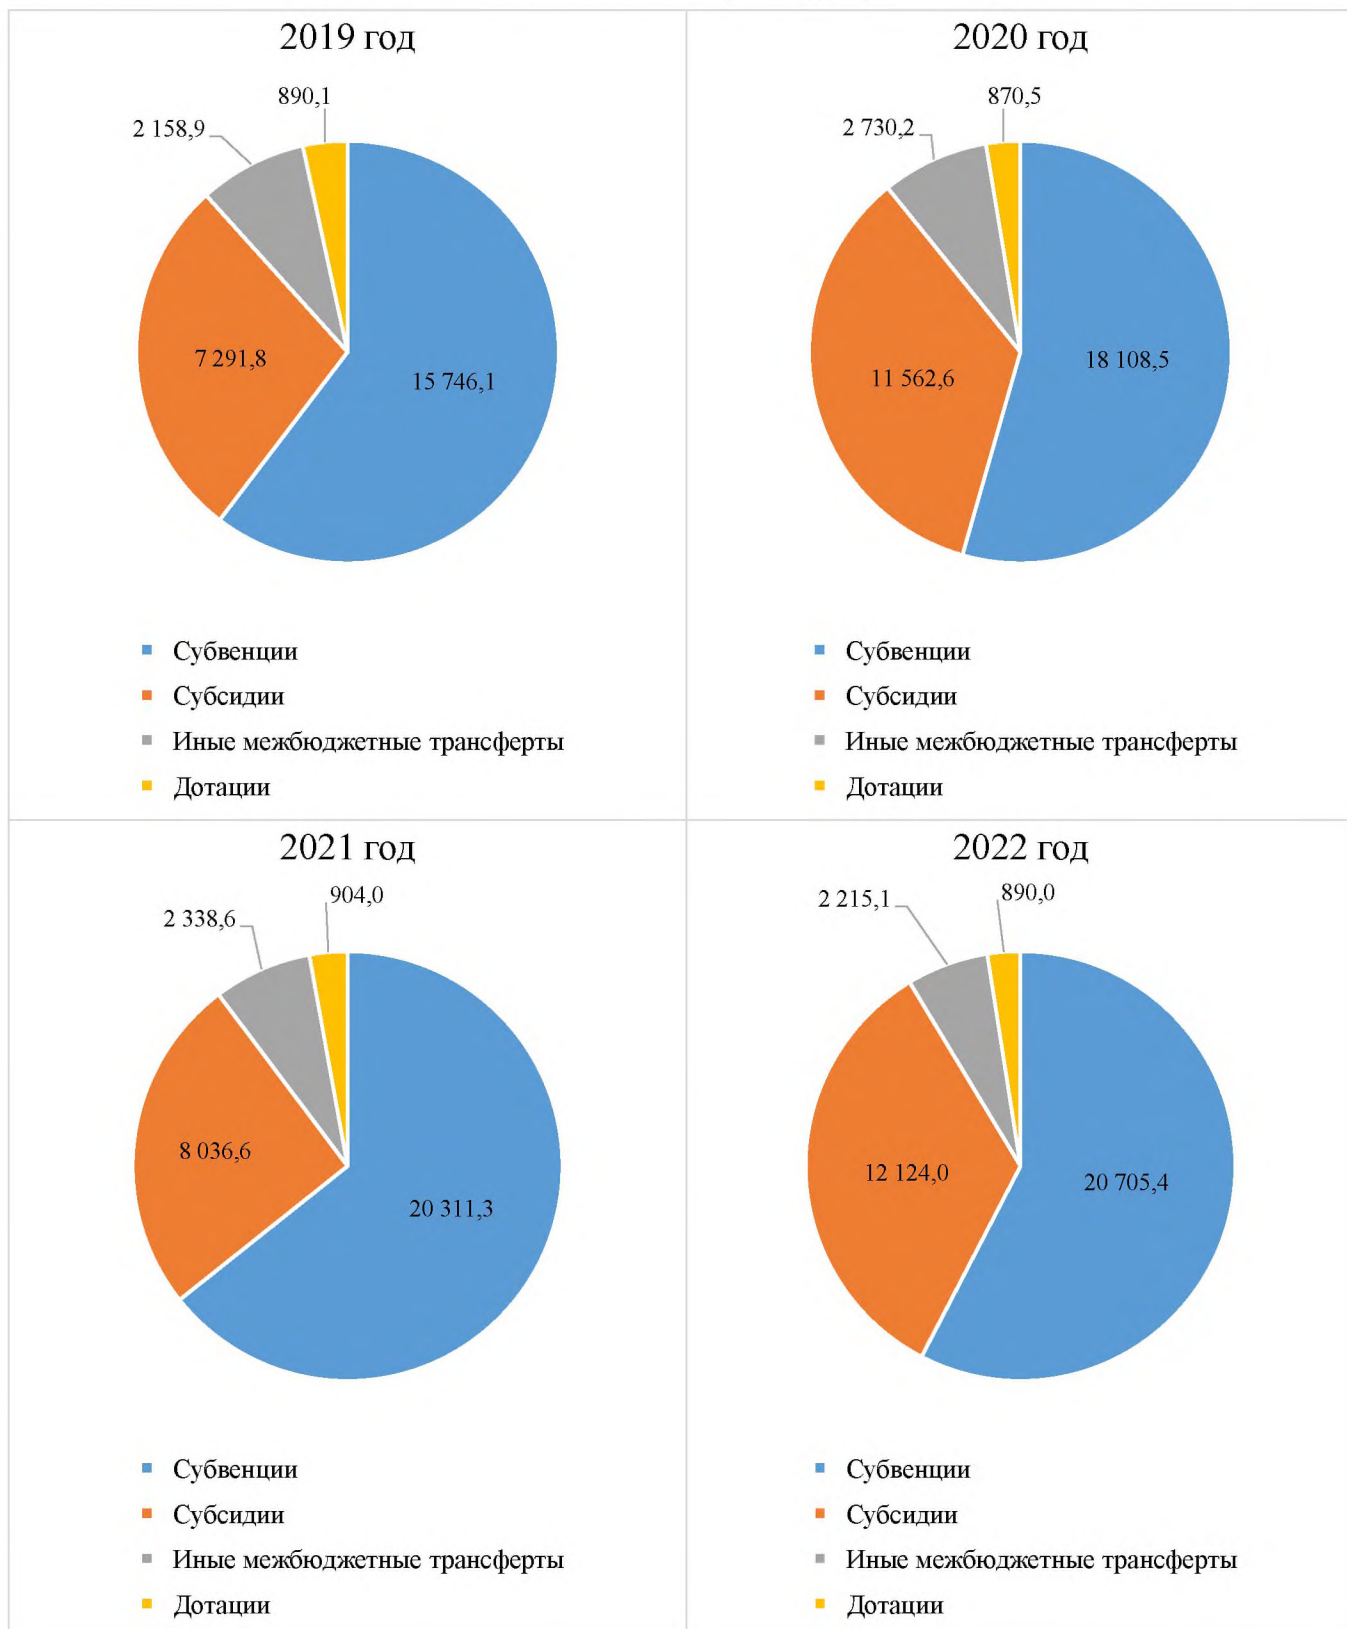 2019 год
890,1
2 158,9
7 291,8
15 746,1
Субвенции
Субсидии
Иные межбюджетные трансферты
Дотации
2020 год
870,5
2 730,2
18 108,5
11 562,6
Субвенции
Субсидии
Иные межбюджетные трансферты
Дотации
2021 год
904,0
2 338,6
8 036,6
20 311,3
Субвенции
Субсидии
Иные межбюджетные трансферты
Дотации
2022 год
890,0
2 215,1
12 124,0
20 705,4
Субвенции
Субсидии
Иные межбюджетные трансферты
Дотации